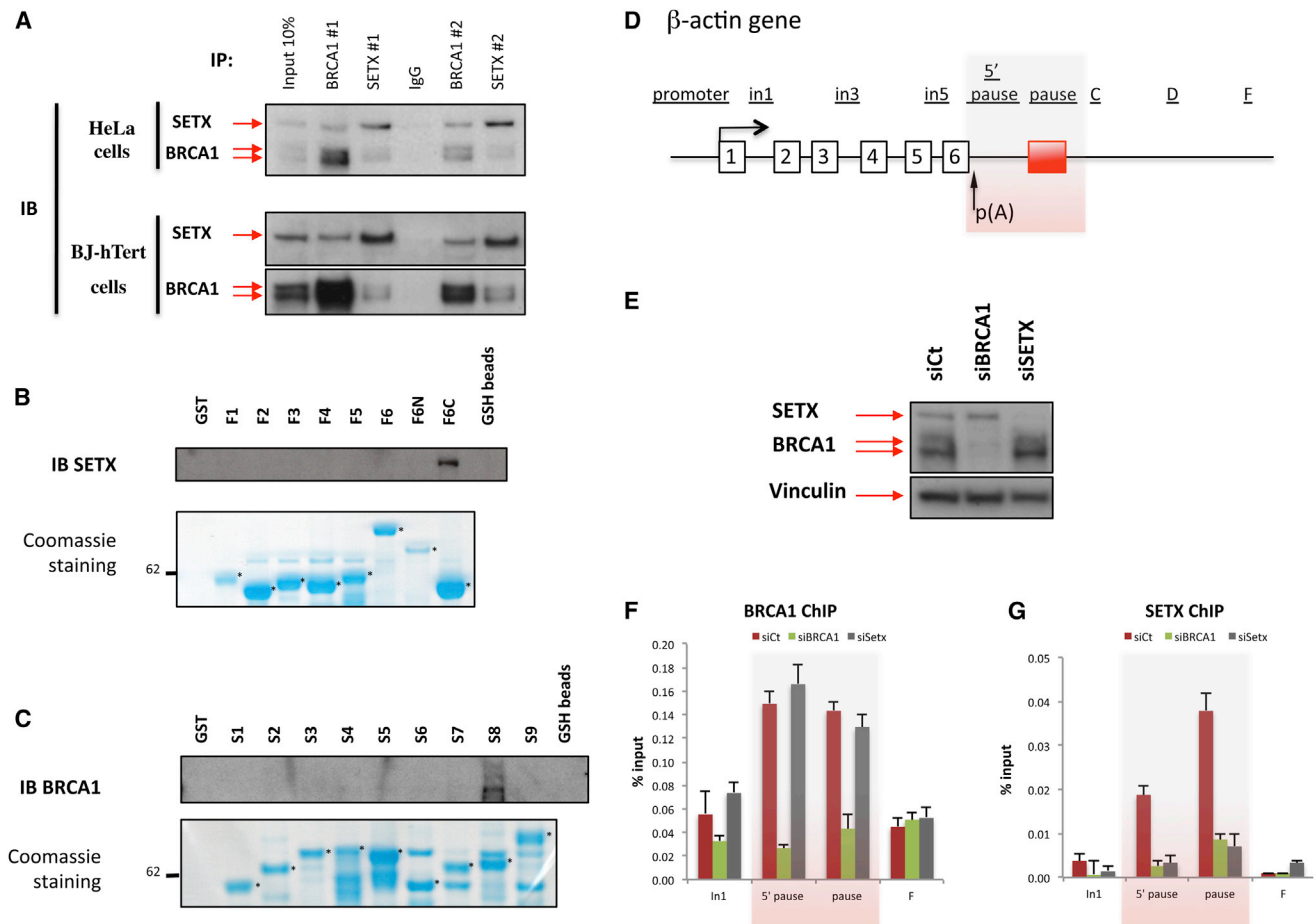 A
IP:
Input 10%
BRCA1 #1
SETX #1
IgG
BRCA1 #2
SETX #2
IB
HeLa
cells
SETX
BRCA1
BJ-hTert
cells
SETX
BRCA1
B
GST
F1
F2
F3
F4
F5
F6
F6N
F6C
GSH beads
IB SETX
Coomassie
staining
62
* * * * * * * *
C
GST
S1
S2
S3
S4
S5
S6
S7
S8
S9
GSH beads
IB BRCA1
Coomassie
staining
62
* * * * * * * * *
D β-actin gene
promoter in1 in3 in5 5′ pause pause C D F
1 2 3 4 5 6
p(A)
E
siCt
siBRCA1
siSETX
SETX
BRCA1
Vinculin
F BRCA1 ChIP
siCt siBRCA1 siSetx
% input
0.20
0.18
0.16
0.14
0.12
0.10
0.08
0.06
0.04
0.02
0.00
In1 5' pause pause F
G SETX ChIP
siCt siBRCA1 siSetx
% input
0.05
0.04
0.03
0.02
0.01
0.00
In1 5' pause pause F